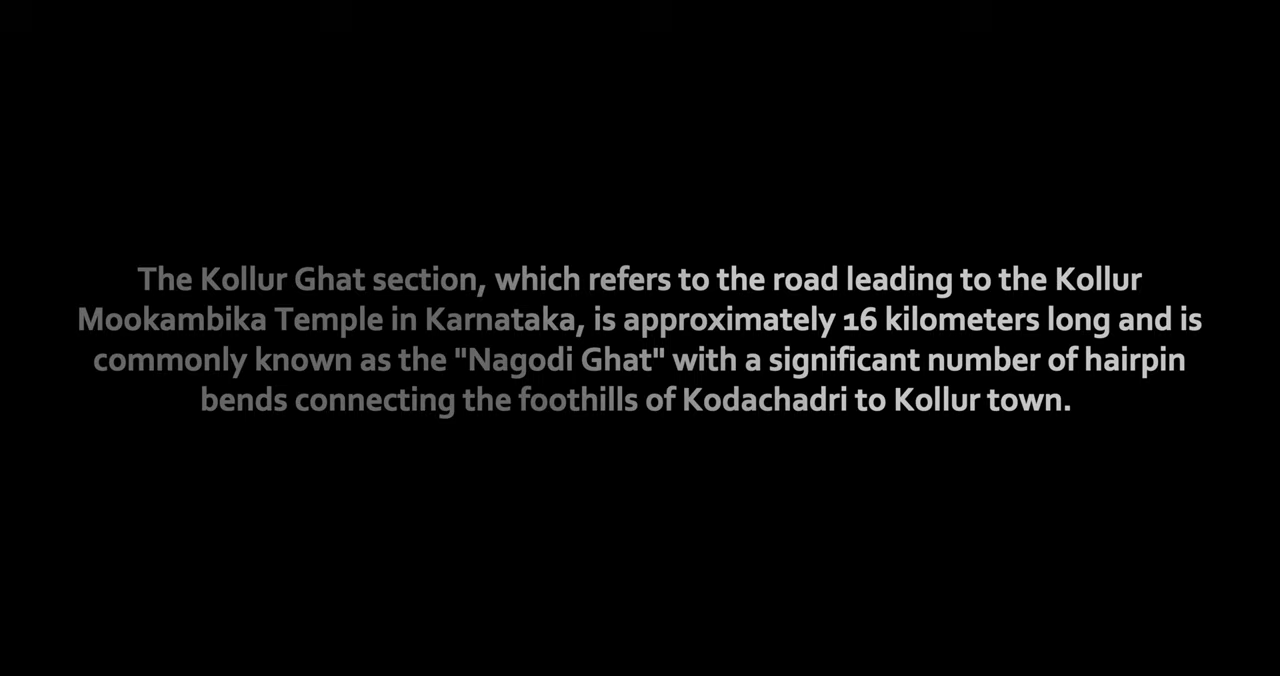 The Kollur Ghat section, which refers to the road leading to the Kollur
Mookambika Temple in Karnataka, is approximately 16 kilometers long and is
commonly known as the "Nagodi Ghat" with a significant number of hairpin
bends connecting the foothills of Kodachadri to Kollur town.